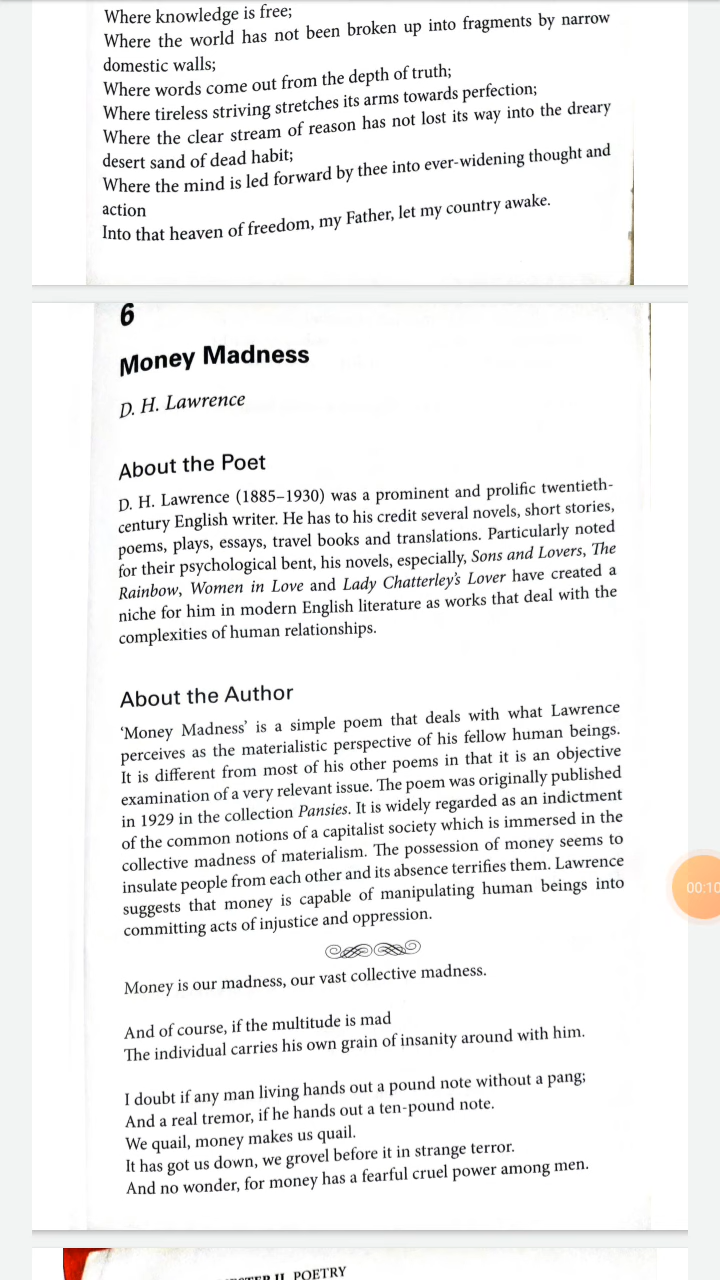 Where knowledge is free;
Where the world has not been broken up into fragments by narrow
domestic walls;
Where words come out from the depth of truth;
Where tireless striving stretches its arms towards perfection;
Where the clear stream of reason has not lost its way into the dreary
desert sand of dead habit;
Where the mind is led forward by thee into ever-widening thought and
action
Into that heaven of freedom, my Father, let my country awake.
6
Money Madness
D. H. Lawrence
About the Poet
D. H. Lawrence (1885–1930) was a prominent and prolific twentieth-
century English writer. He has to his credit several novels, short stories,
poems, plays, essays, travel books and translations. Particularly noted
for their psychological bent, his novels, especially, Sons and Lovers, The
Rainbow, Women in Love and Lady Chatterley's Lover have created a
niche for him in modern English literature as works that deal with the
complexities of human relationships.
About the Author
‘Money Madness’ is a simple poem that deals with what Lawrence
perceives as the materialistic perspective of his fellow human beings.
It is different from most of his other poems in that it is an objective
examination of a very relevant issue. The poem was originally published
in 1929 in the collection Pansies. It is widely regarded as an indictment
of the common notions of a capitalist society which is immersed in the
collective madness of materialism. The possession of money seems to
insulate people from each other and its absence terrifies them. Lawrence
suggests that money is capable of manipulating human beings into
committing acts of injustice and oppression.
00:10
Money is our madness, our vast collective madness.
And of course, if the multitude is mad
The individual carries his own grain of insanity around with him.
I doubt if any man living hands out a pound note without a pang;
And a real tremor, if he hands out a ten-pound note.
We quail, money makes us quail.
It has got us down, we grovel before it in strange terror.
And no wonder, for money has a fearful cruel power among men.
II POETRY